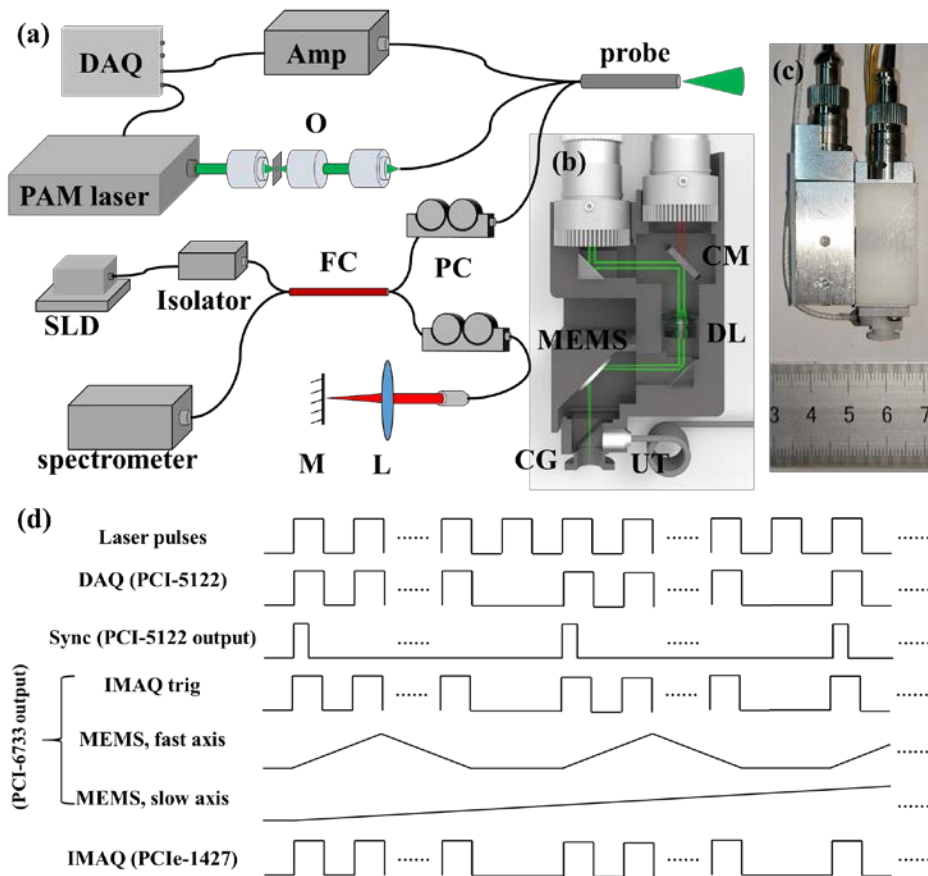 (a)
DAQ
Amp
probe
(c)
O
PAM laser
(b)
CM
FC
PC
SLD
Isolator
MEMS
DL
spectrometer
M
L
CG
UT
3 4 5 6 7
(d)
Laser pulses
DAQ (PCI-5122)
Sync (PCI-5122 output)
(PCI-6733 output)
IMAQ trig
MEMS, fast axis
MEMS, slow axis
IMAQ (PCIe-1427)